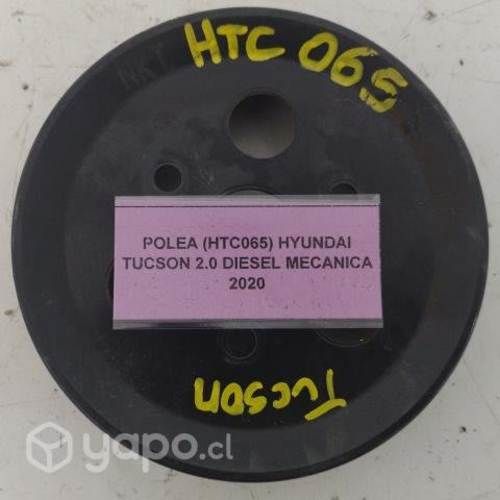 HTC 065
POLEA (HTC065) HYUNDAI
TUCSON 2.0 DIESEL MECANICA
2020
Tucson
yapo.cl